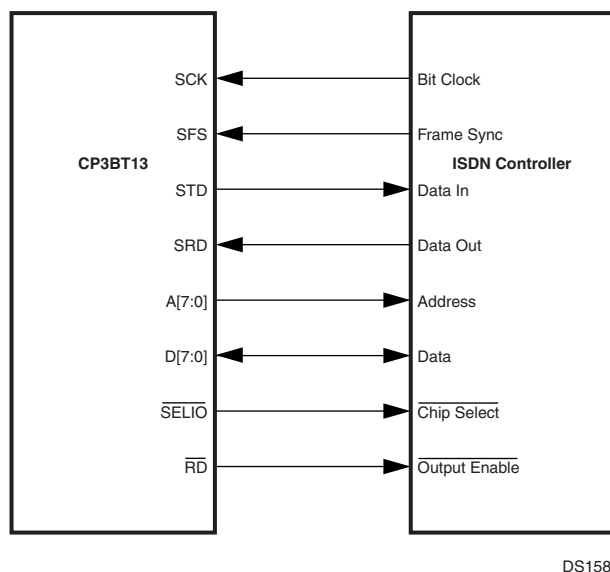 SCK Bit Clock
SFS Frame Sync
CP3BT13 ISDN Controller
STD Data In
SRD Data Out
A[7:0] Address
D[7:0] Data
SELIO Chip Select
RD Output Enable
DS158